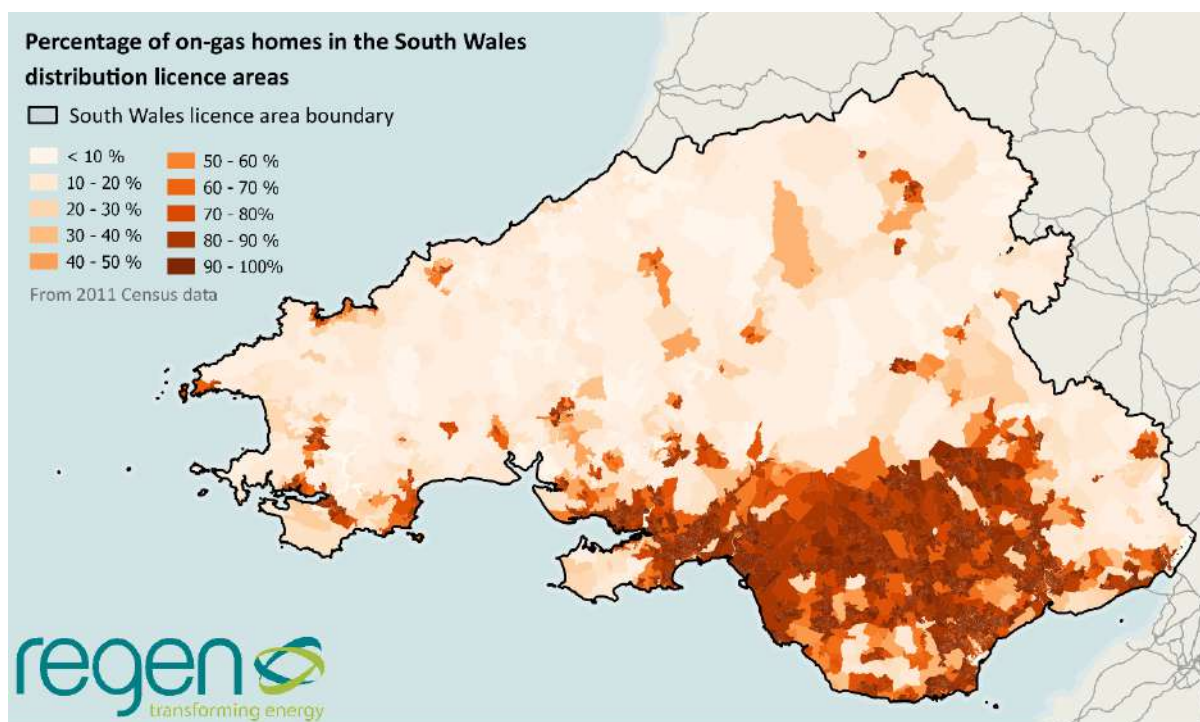 Percentage of on-gas homes in the South Wales
distribution licence areas
South Wales licence area boundary
< 10 %
10 - 20 %
20 - 30 %
30 - 40 %
40 - 50 %
50 - 60 %
60 - 70 %
70 - 80%
80 - 90 %
90 - 100%
From 2011 Census data
regen
transforming energy